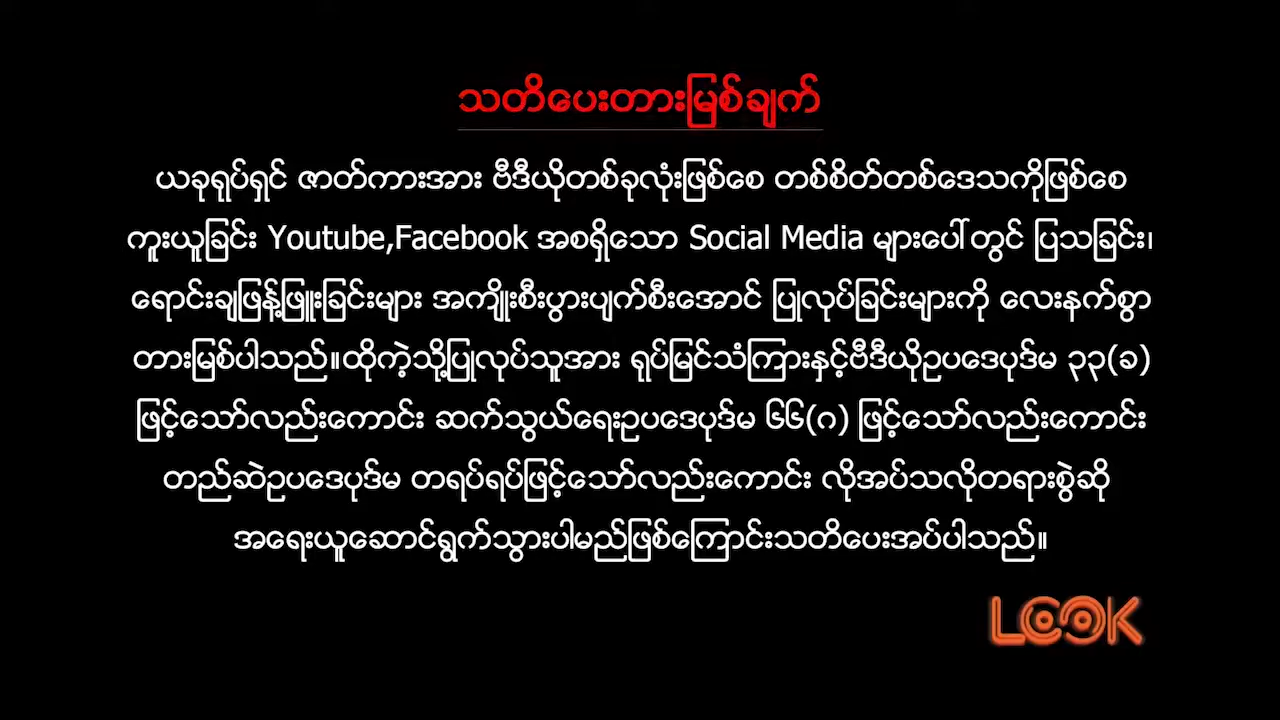 သတိပေးတားမြစ်ချက်
ယခုရုပ်ရှင် ဇာတ်ကားအား ဗီဒီယိုတစ်ခုလုံးဖြစ်စေ တစ်စိတ်တစ်ဒေသကိုဖြစ်စေ
ကူးယူခြင်း Youtube,Facebook အစရှိသော Social Media များပေါ်တွင် ပြသခြင်း၊
ရောင်းချဖြန့်ဖြူးခြင်းများ အကျိုးစီးပွားပျက်စီးအောင် ပြုလုပ်ခြင်းများကို လေးနက်စွာ
တားမြစ်ပါသည်။ထိုကဲ့သို့ပြုလုပ်သူအား ရုပ်မြင်သံကြားနှင့်ဗီဒီယိုဥပဒေပုဒ်မ ၃၃(ခ)
ဖြင့်သော်လည်းကောင်း ဆက်သွယ်ရေးဥပဒေပုဒ်မ ၆၆(ဂ) ဖြင့်သော်လည်းကောင်း
တည်ဆဲဥပဒေပုဒ်မ တရပ်ရပ်ဖြင့်သော်လည်းကောင်း လိုအပ်သလိုတရားစွဲဆို
အရေးယူဆောင်ရွက်သွားပါမည်ဖြစ်ကြောင်းသတိပေးအပ်ပါသည်။
LOOK